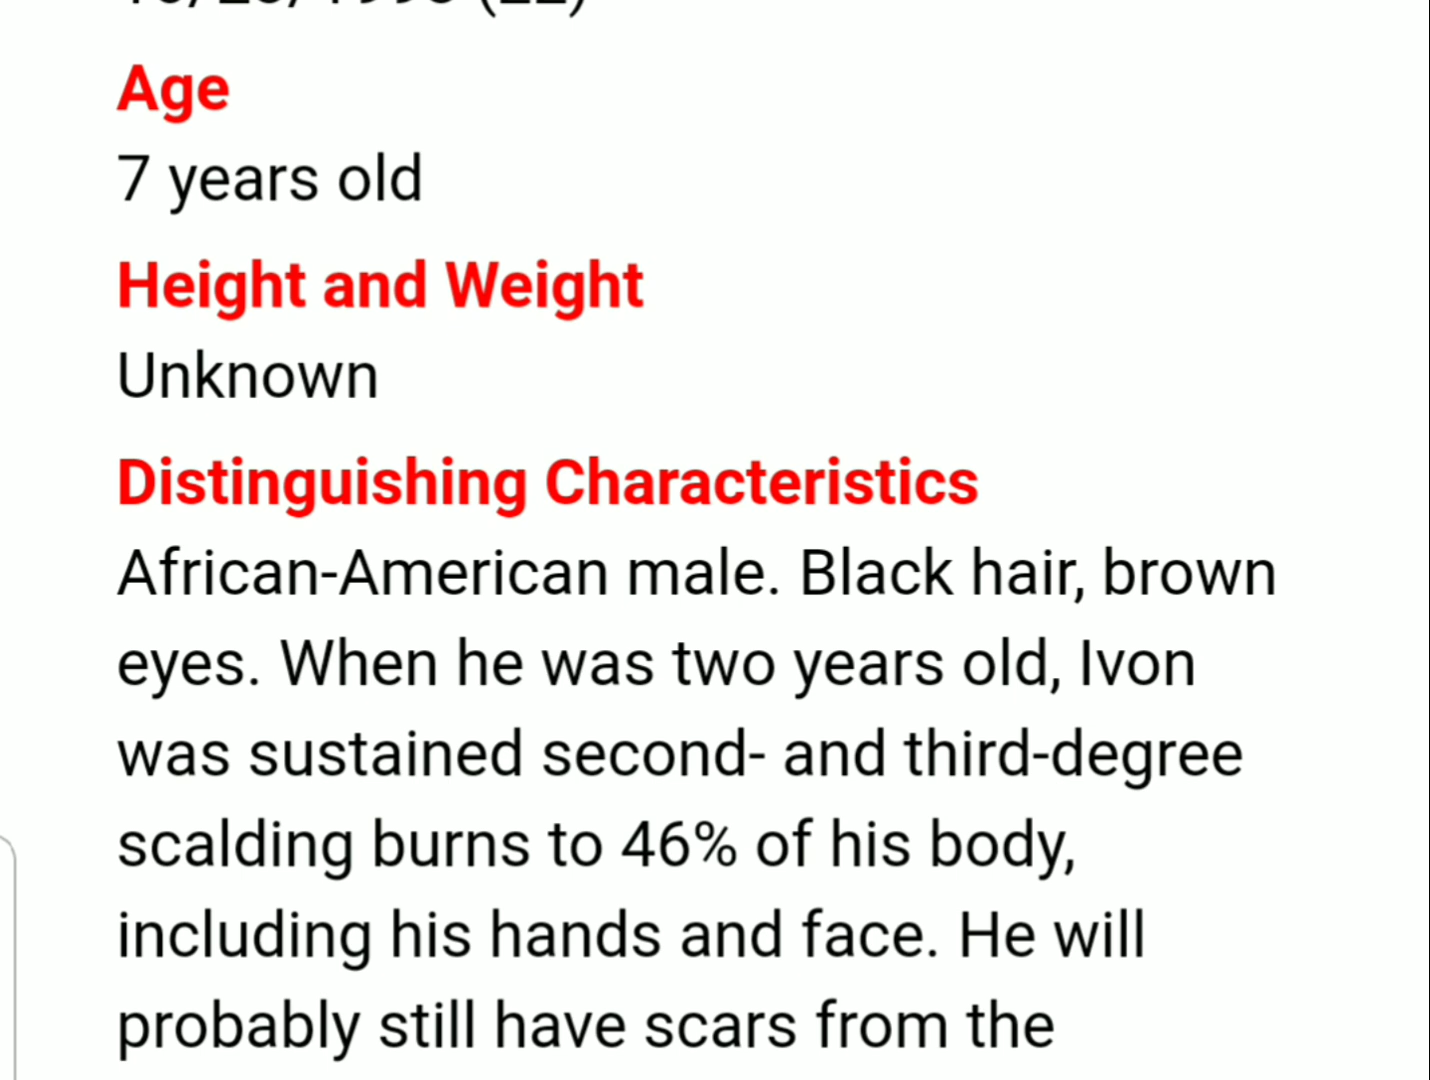 Age
7 years old
Height and Weight
Unknown
Distinguishing Characteristics
African-American male. Black hair, brown
eyes. When he was two years old, Ivon
was sustained second- and third-degree
scalding burns to 46% of his body,
including his hands and face. He will
probably still have scars from the